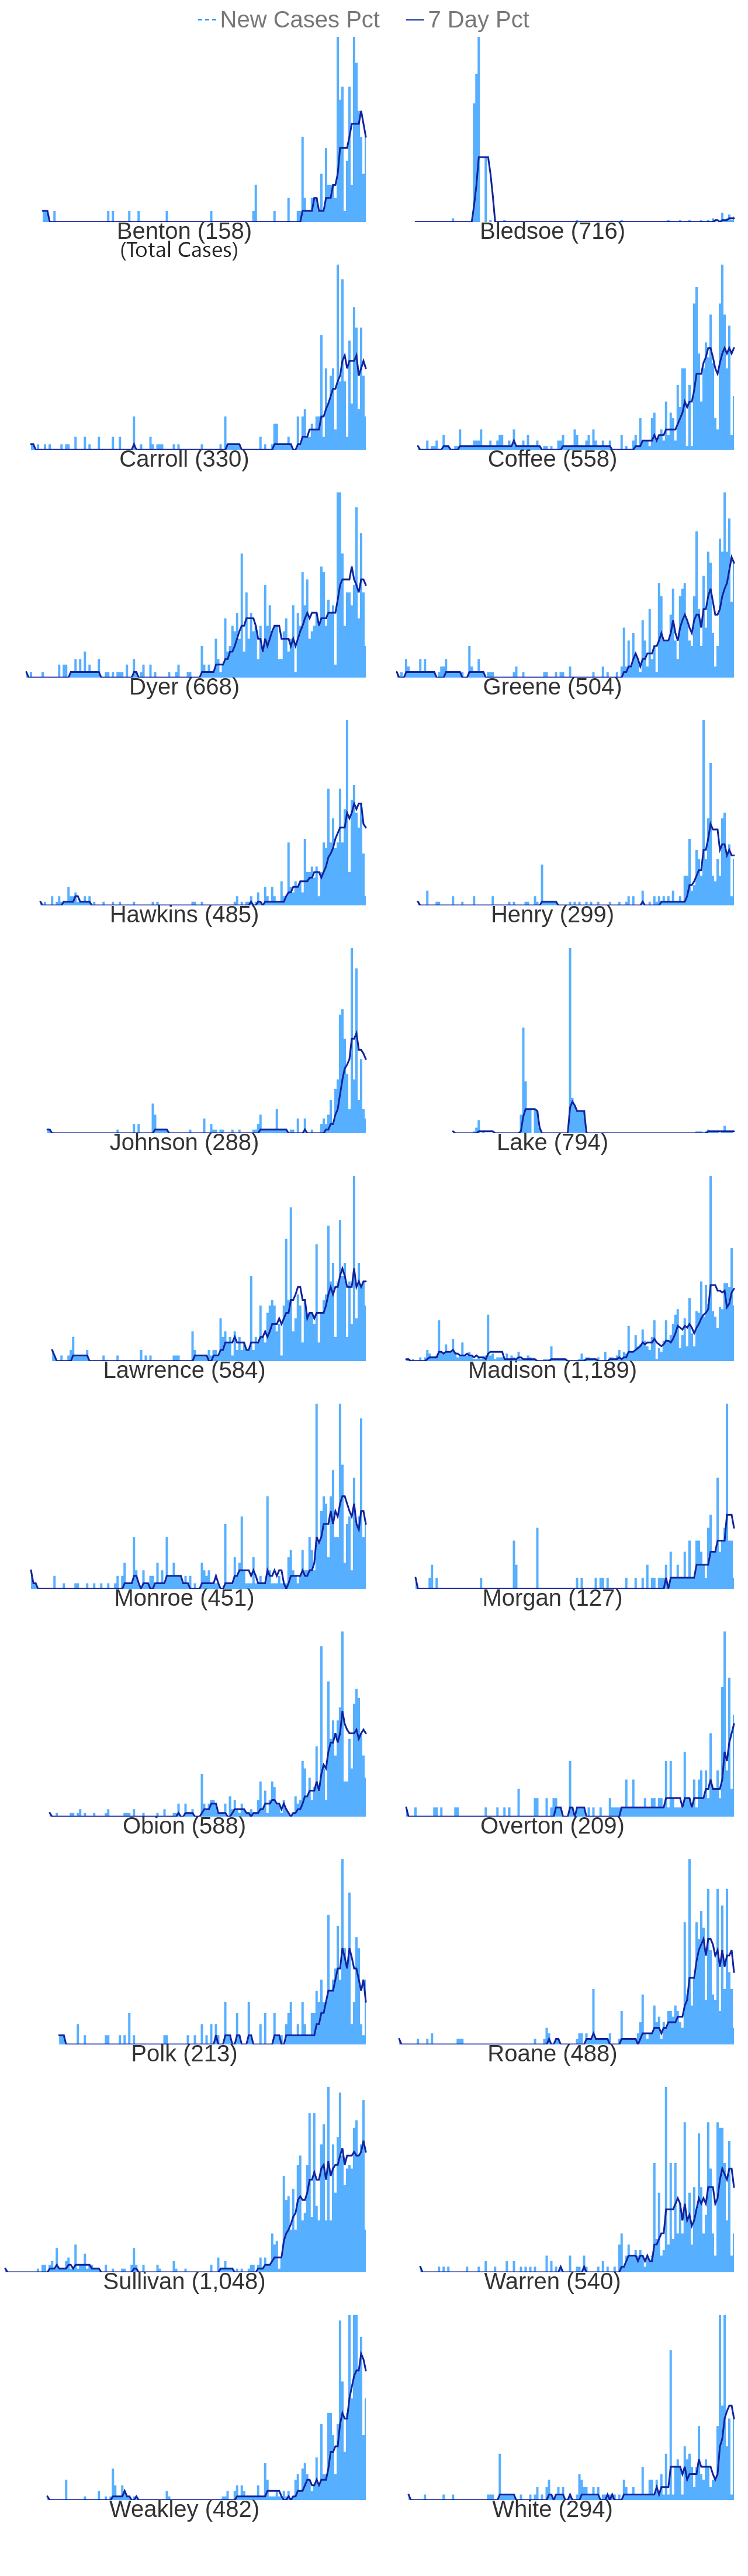 New Cases Pct 7 Day Pct
Benton (158) Bledsoe (716)
(Total Cases)
Carroll (330) Coffee (558)
Dyer (668) Greene (504)
Hawkins (485) Henry (299)
Johnson (288) Lake (794)
Lawrence (584) Madison (1,189)
Monroe (451) Morgan (127)
Obion (588) Overton (209)
Polk (213) Roane (488)
Sullivan (1,048) Warren (540)
Weakley (482) White (294)